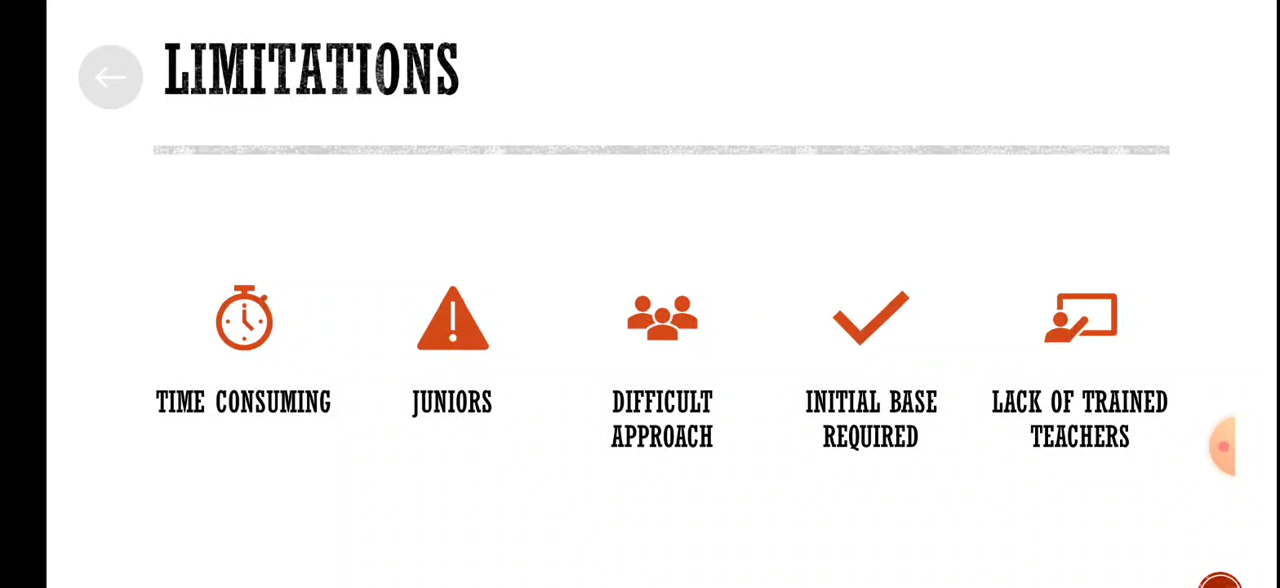 LIMITATIONS
TIME CONSUMING
JUNIORS
DIFFICULT
APPROACH
INITIAL BASE
REQUIRED
LACK OF TRAINED
TEACHERS